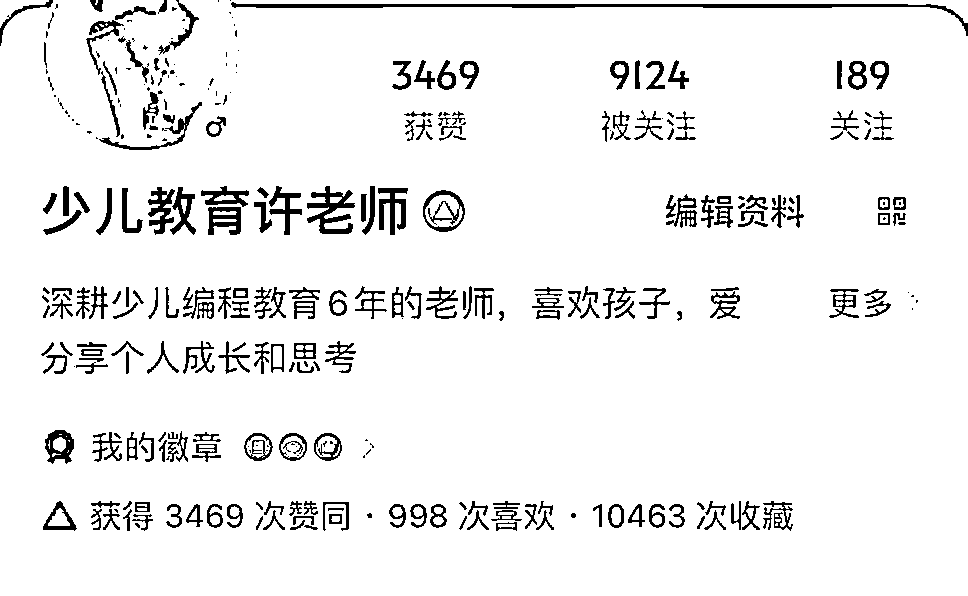 3469 9124 189
获赞 被关注 关注
少儿教育许老师 编辑资料
深耕少儿编程教育6年的老师，喜欢孩子，爱 更多
分享个人成长和思考
我的徽章
获得 3469 次赞同 · 998 次喜欢 · 10463 次收藏